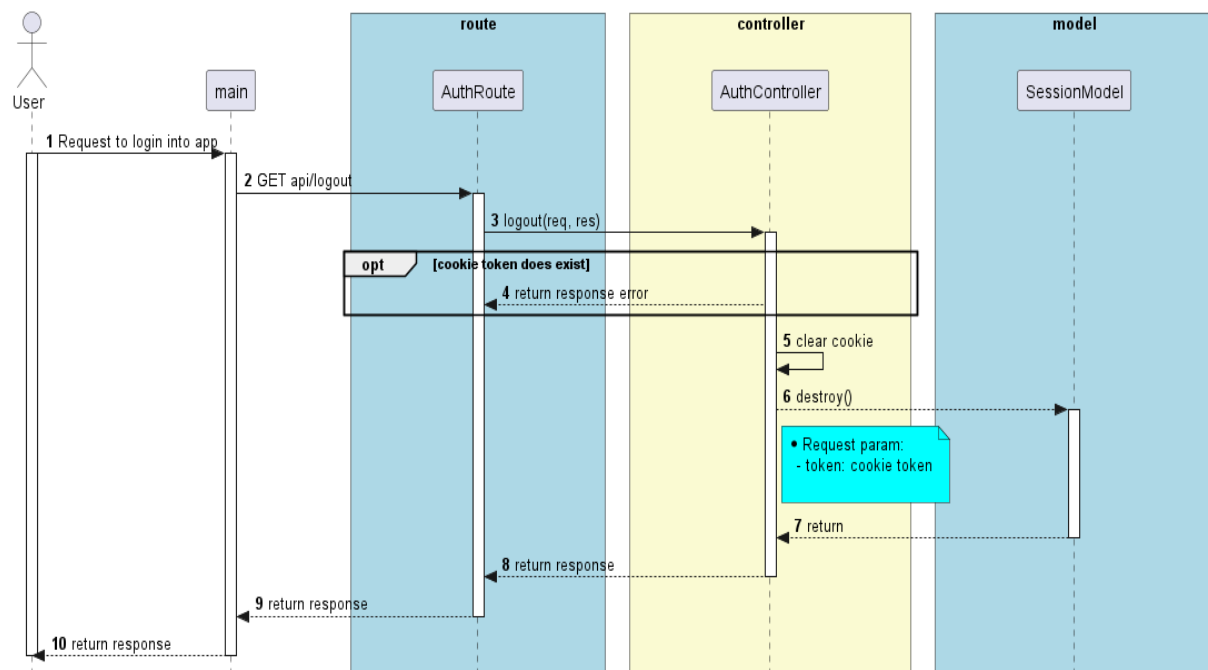 route
controller
model
User
main
AuthRoute
AuthController
SessionModel
1 Request to login into app
2 GET api/logout
3 logout(req, res)
opt [cookie token does exist]
4 return response error
5 clear cookie
6 destroy()
• Request param:
- token: cookie token
7 return
8 return response
9 return response
10 return response